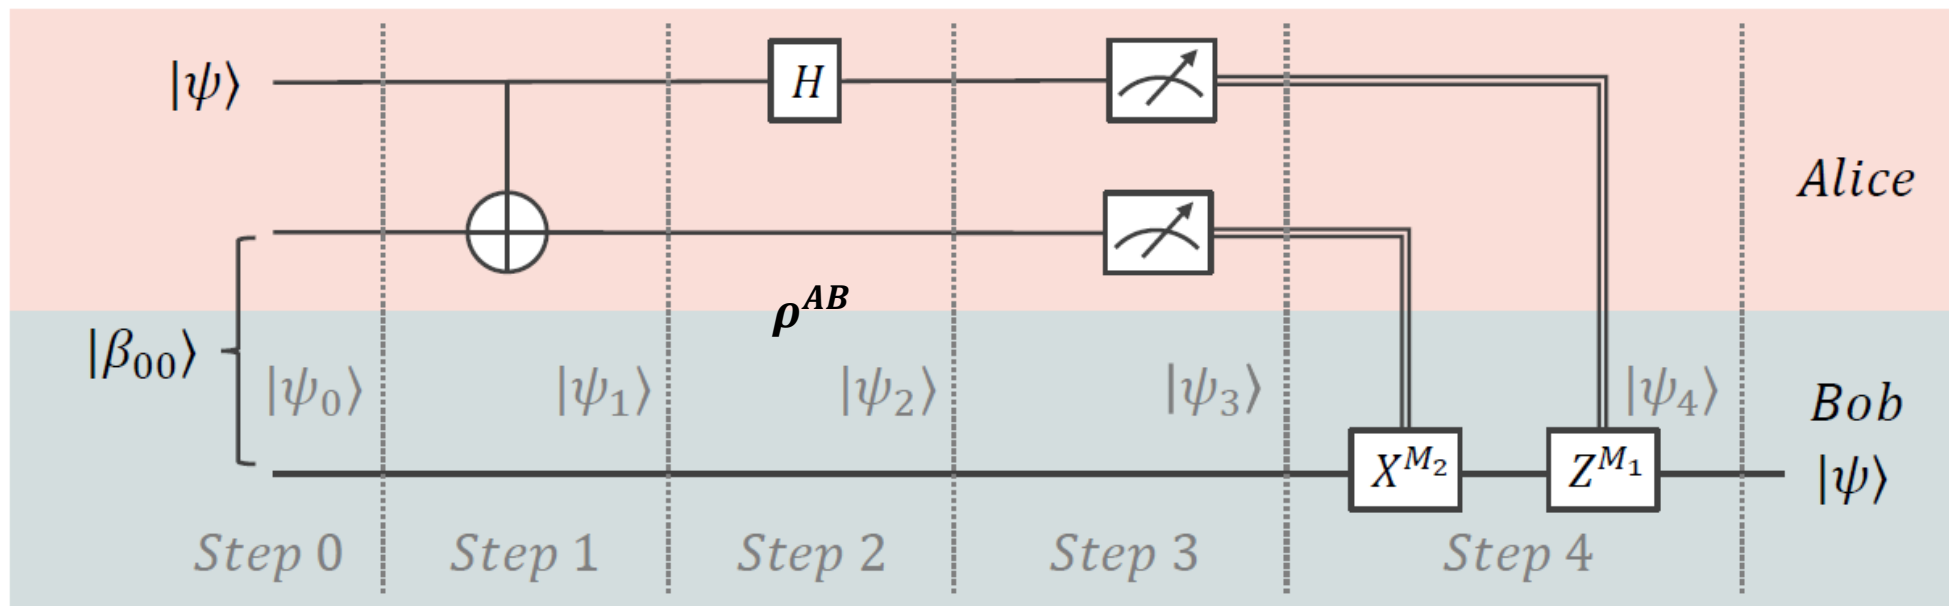 |ψ⟩
H
Alice
ρ^{AB}
|β₀₀⟩
|ψ₀⟩ |ψ₁⟩ |ψ₂⟩ |ψ₃⟩ |ψ₄⟩
Bob
X^{M₂} Z^{M₁} |ψ⟩
Step 0 Step 1 Step 2 Step 3 Step 4